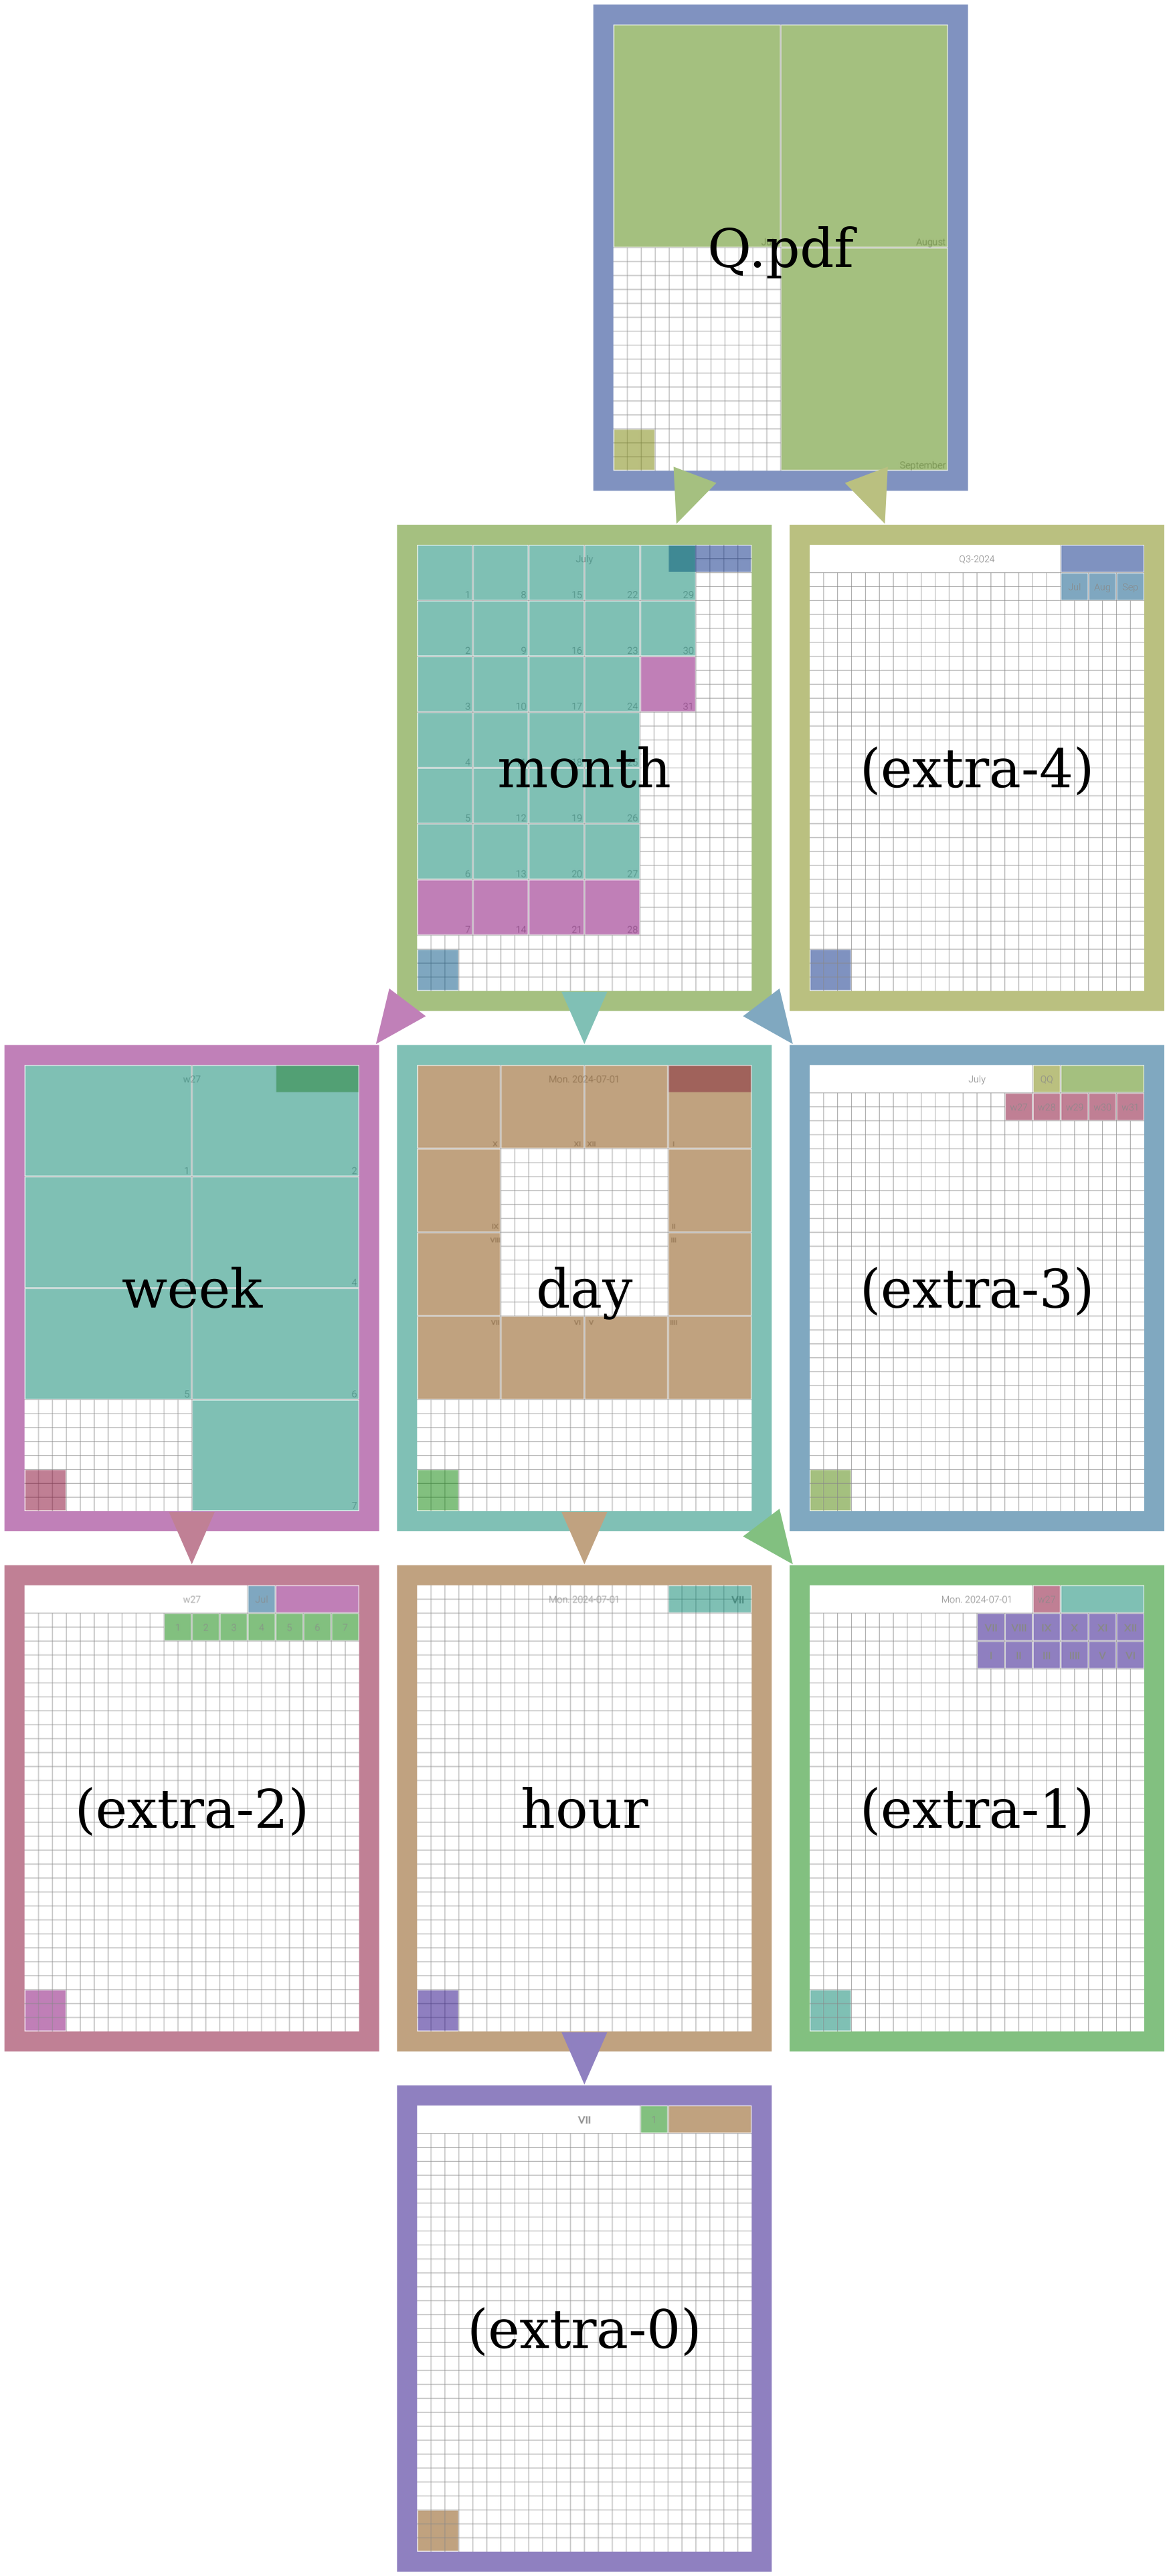 August
Q.pdf
September
July
1 8 15 22 29
2 9 16 23 30
3 10 17 24 31
4
month
5 12 19 26
6 13 20 27
7 14 21 28
Q3-2024
Jul Aug Sep
(extra-4)
w27
1 2
4
week
5 6
7
Mon. 2024-07-01
X XI XII I
IX II
VIII III
day
VII VI V IIII
July
QQ
(extra-3)
w27
Jul
1 2 3 4 5 6 7
(extra-2)
Mon. 2024-07-01
VII
hour
Mon. 2024-07-01
w27
(extra-1)
VII
1
(extra-0)